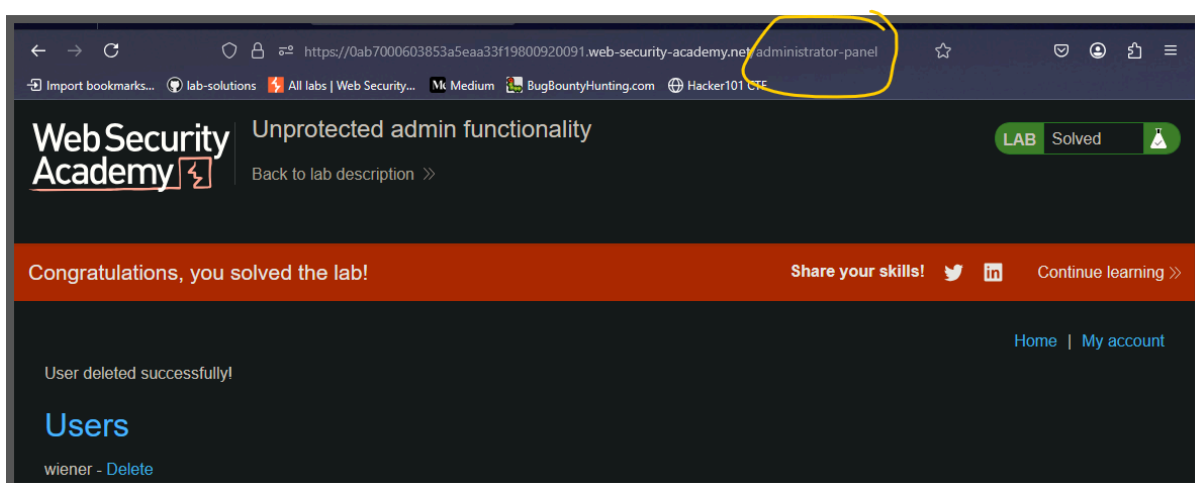 https://0ab7000603853a5eaa33f19800920091.web-security-academy.net/administrator-panel
Import bookmarks... lab-solutions All labs | Web Security... Medium BugBountyHunting.com Hacker101 CTF
Web Security
Academy
Unprotected admin functionality
Back to lab description
LAB Solved
Congratulations, you solved the lab! Share your skills! Continue learning
Home | My account
User deleted successfully!
Users
wiener - Delete